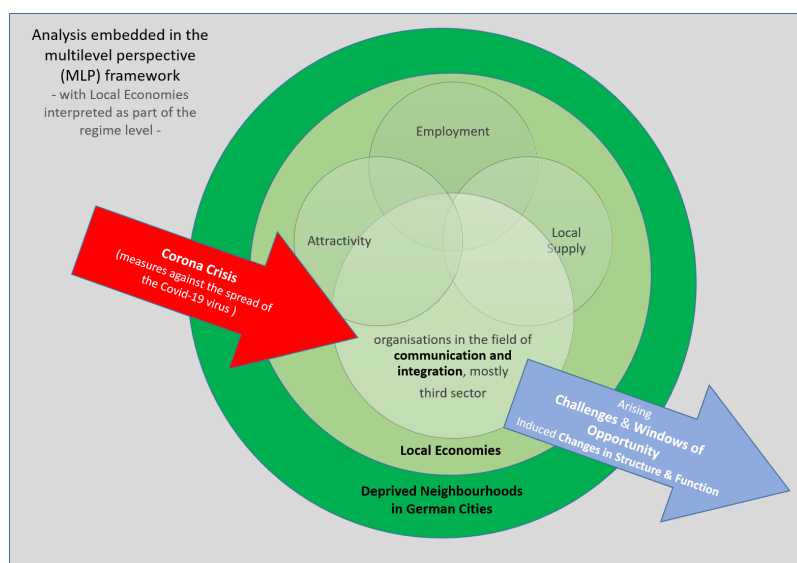 Analysis embedded in the
multilevel perspective
(MLP) framework
- with Local Economies
interpreted as part of the
regime level -
Employment
Attractivity
Local
Supply
Corona Crisis
(measures against the spread of
the Covid-19 virus )
organisations in the field of
communication and
integration, mostly
third sector
Arising
Challenges & Windows of
Opportunity
Induced Changes in Structure & Function
Local Economies
Deprived Neighbourhoods
in German Cities